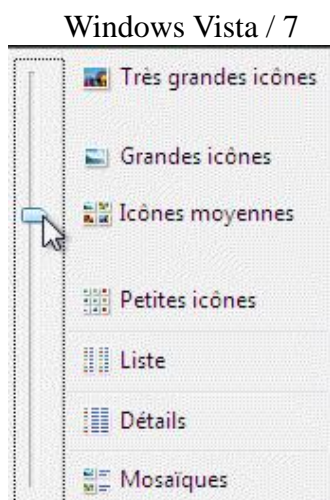 Windows Vista / 7
Très grandes icônes
Grandes icônes
Icônes moyennes
Petites icônes
Liste
Détails
Mosaïques